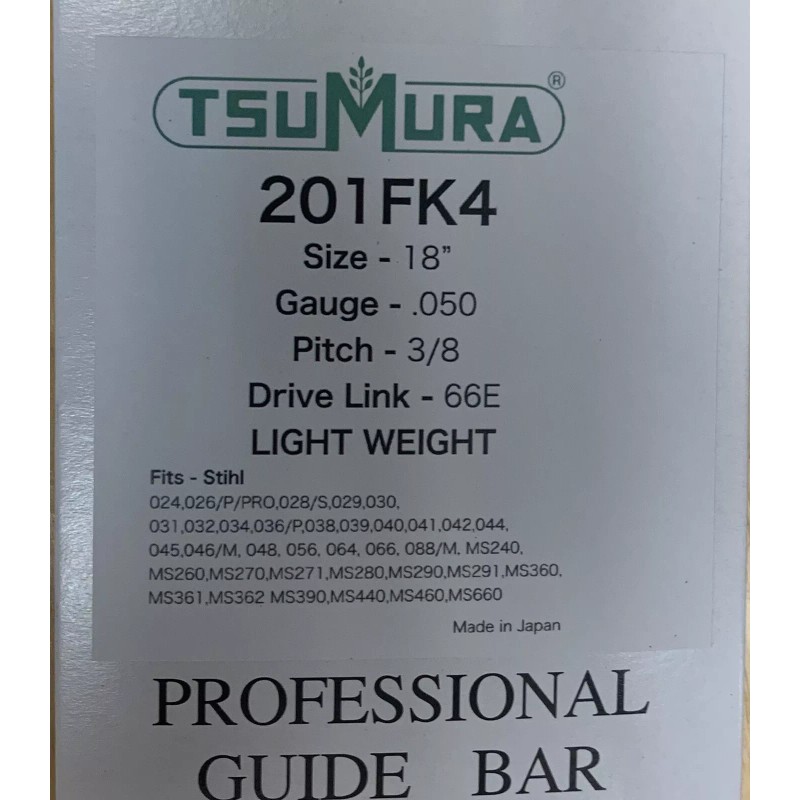 TSUMURA®
201FK4
Size - 18”
Gauge - .050
Pitch - 3/8
Drive Link - 66E
LIGHT WEIGHT
Fits - Stihl
024,026/P/PRO,028/S,029,030,
031,032,034,036/P,038,039,040,041,042,044,
045,046/M, 048, 056, 064, 066, 088/M, MS240,
MS260,MS270,MS271,MS280,MS290,MS291,MS360,
MS361,MS362 MS390,MS440,MS460,MS660
Made in Japan
PROFESSIONAL
GUIDE BAR